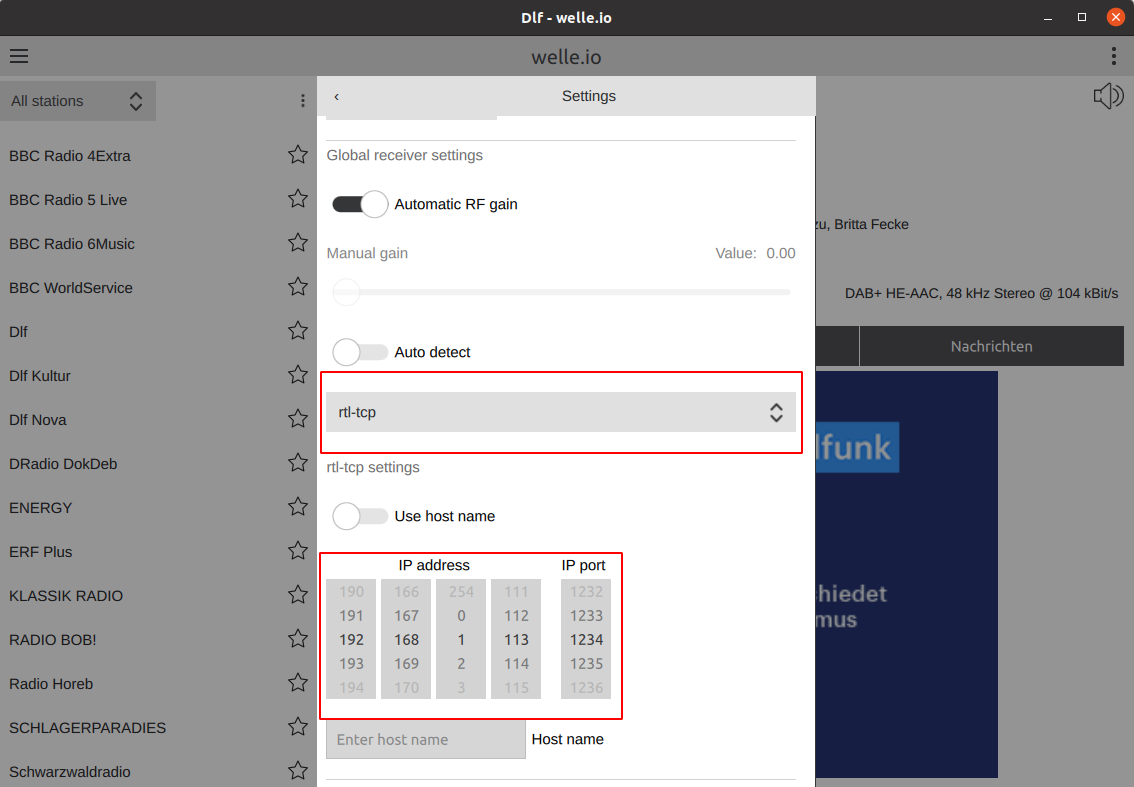 Dlf - welle.io
welle.io
All stations
BBC Radio 4Extra
BBC Radio 5 Live
BBC Radio 6Music
BBC WorldService
Dlf
Dlf Kultur
Dlf Nova
DRadio DokDeb
ENERGY
ERF Plus
KLASSIK RADIO
RADIO BOB!
Radio Horeb
SCHLAGERPARADIES
Schwarzwaldradio
Settings
Global receiver settings
Automatic RF gain
Manual gain Value: 0.00
Auto detect
rtl-tcp
rtl-tcp settings
Use host name
IP address IP port
190 166 254 111 1232
191 167 0 112 1233
192 168 1 113 1234
193 169 2 114 1235
194 170 3 115 1236
Enter host name Host name
zu, Britta Fecke
DAB+ HE-AAC, 48 kHz Stereo @ 104 kBit/s
Nachrichten
lfunk
hiedet
mus